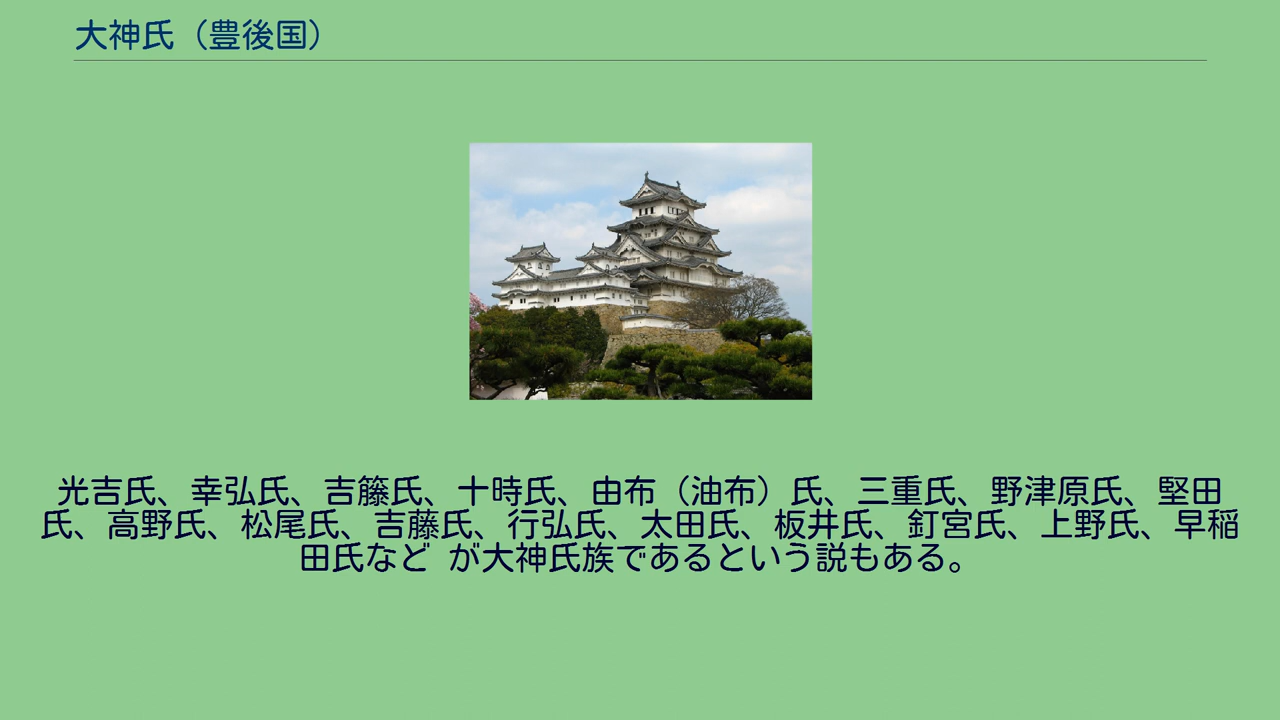 大神氏（豊後国）
光吉氏、幸弘氏、吉籐氏、十時氏、由布（油布）氏、三重氏、野津原氏、堅田
氏、高野氏、松尾氏、吉藤氏、行弘氏、太田氏、板井氏、釘宮氏、上野氏、早稲
田氏など が大神氏族であるという説もある。